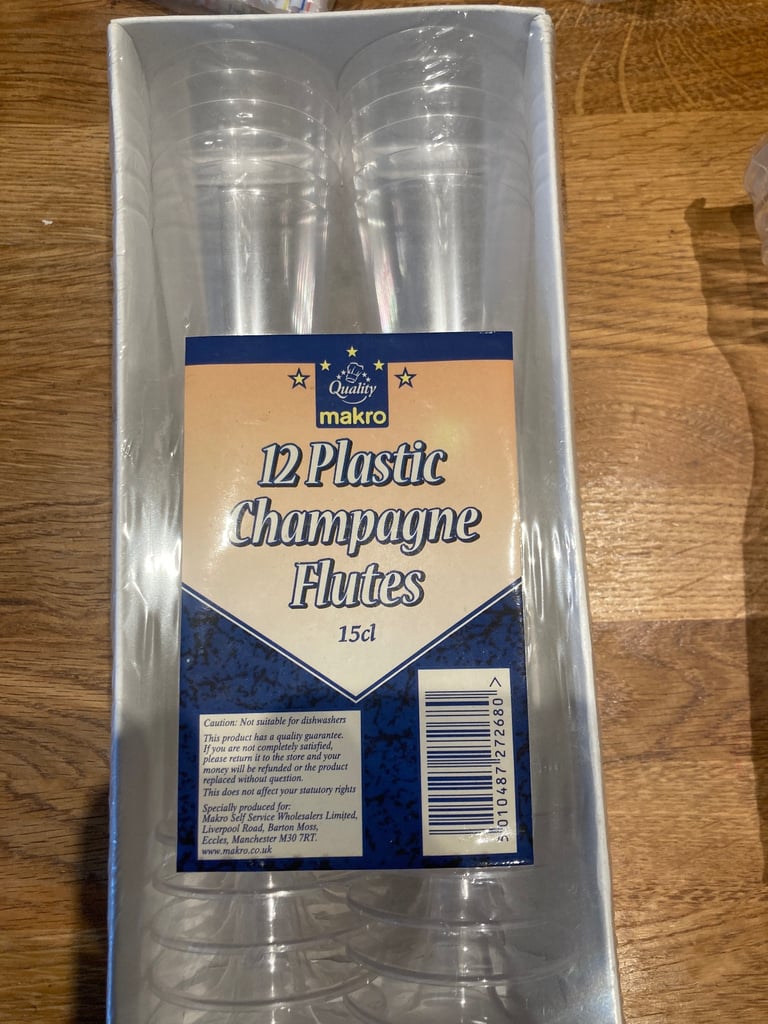 Quality
makro
12 Plastic
Champagne
Flutes
15cl
Caution: Not suitable for dishwashers
This product has a quality guarantee.
If you are not completely satisfied,
please return it to the store and your
money will be refunded or the product
replaced without question.
This does not affect your statutory rights
Specially produced for:
Makro Self Service Wholesalers Limited,
Liverpool Road, Barton Moss,
Eccles, Manchester M30 7RT.
www.makro.co.uk
5 010487 272680 >